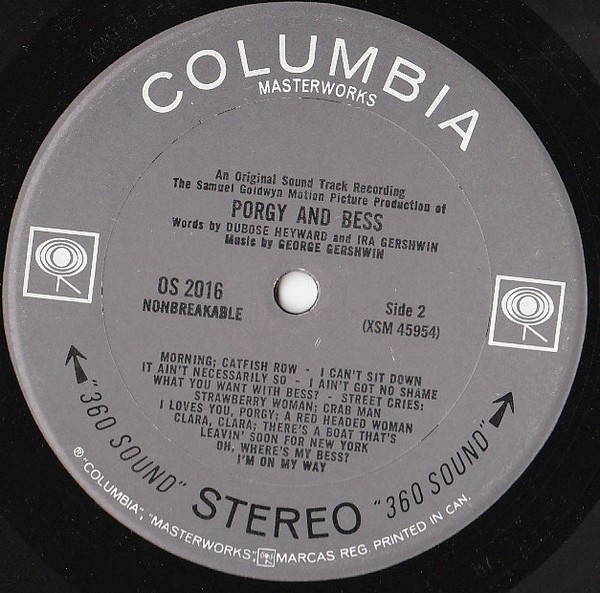 COLUMBIA
MASTERWORKS
An Original Sound Track Recording
The Samuel Goldwyn Motion Picture Production of
PORGY AND BESS
Words by DUBOSE HEYWARD and IRA GERSHWIN
Music by GEORGE GERSHWIN
OS 2016
NONBREAKABLE
Side 2
(XSM 45954)
MORNING; CATFISH ROW - I CAN'T SIT DOWN
IT AIN'T NECESSARILY SO - I AIN'T GOT NO SHAME
WHAT YOU WANT WITH BESS? - STREET CRIES;
STRAWBERRY WOMAN; CRAB MAN
I LOVES YOU, PORGY; A RED HEADED WOMAN
CLARA, CLARA; THERE'S A BOAT THAT'S
LEAVIN' SOON FOR NEW YORK
OH, WHERE'S MY BESS?
I'M ON MY WAY
"360 SOUND" STEREO "360 SOUND"
® "COLUMBIA", "MASTERWORKS", MARCAS REG. PRINTED IN CAN.